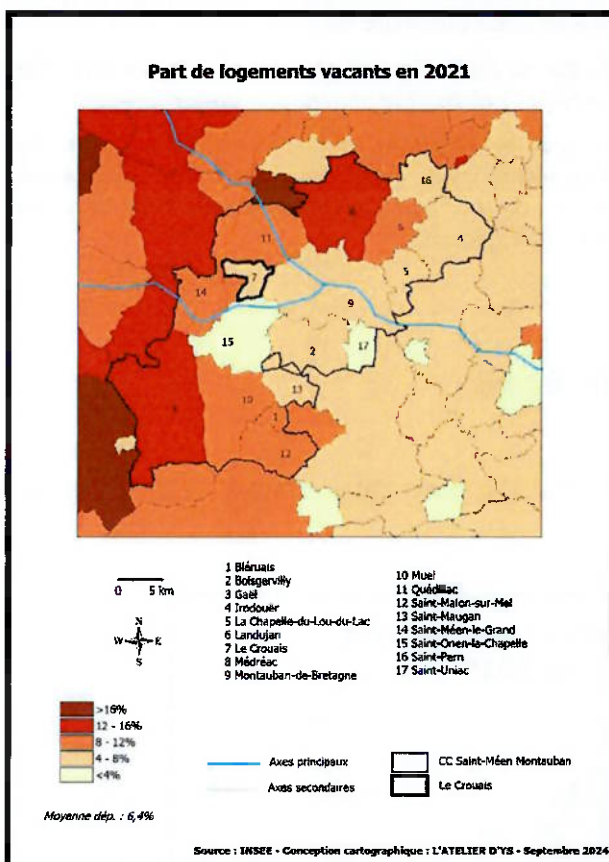 Part de logements vacants en 2021
16
8
6
4
11
5
7
14
9
15
17
2
13
3
10
1
12
0 5 km
N
W E
S
1 Bléruais
2 Boisgervilly
3 Gaël
4 Irodouer
5 La Chapelle-du-Lou-du-Lac
6 Landujan
7 Le Crouais
8 Médréac
9 Montauban-de-Bretagne
10 Muel
11 Quédillac
12 Saint-Malon-sur-Mel
13 Saint-Maugan
14 Saint-Méen-le-Grand
15 Saint-Onen-la-Chapelle
16 Saint-Pern
17 Saint-Uniac
>16%
12 - 16%
8 - 12%
4 - 8%
<4%
Moyenne dép. : 6,4%
Axes principaux
Axes secondaires
CC Saint-Méen Montauban
Le Crouais
Source : INSEE - Conception cartographique : L'ATELIER D'YS - Septembre 2024